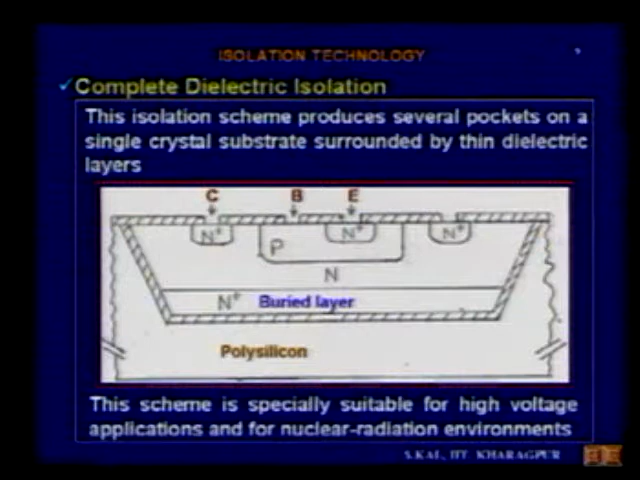 ISOLATION TECHNOLOGY
✓Complete Dielectric Isolation
This isolation scheme produces several pockets on a
single crystal substrate surrounded by thin dielectric
layers
C B E
N+ P N+ N+
N
N+ Buried layer
Polysilicon
This scheme is specially suitable for high voltage
applications and for nuclear-radiation environments
S.KAL, IIT KHARAGPUR